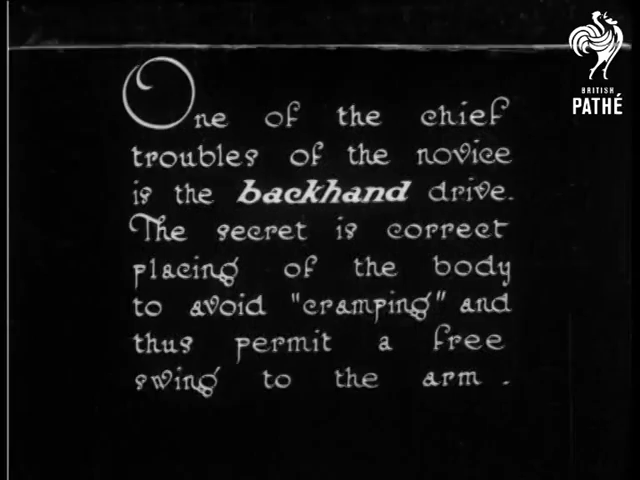 One of the chief
troubles of the novice
is the backhand drive.
The secret is correct
placing of the body
to avoid "cramping" and
thus permit a free
swing to the arm.
BRITISH
PATHÉ